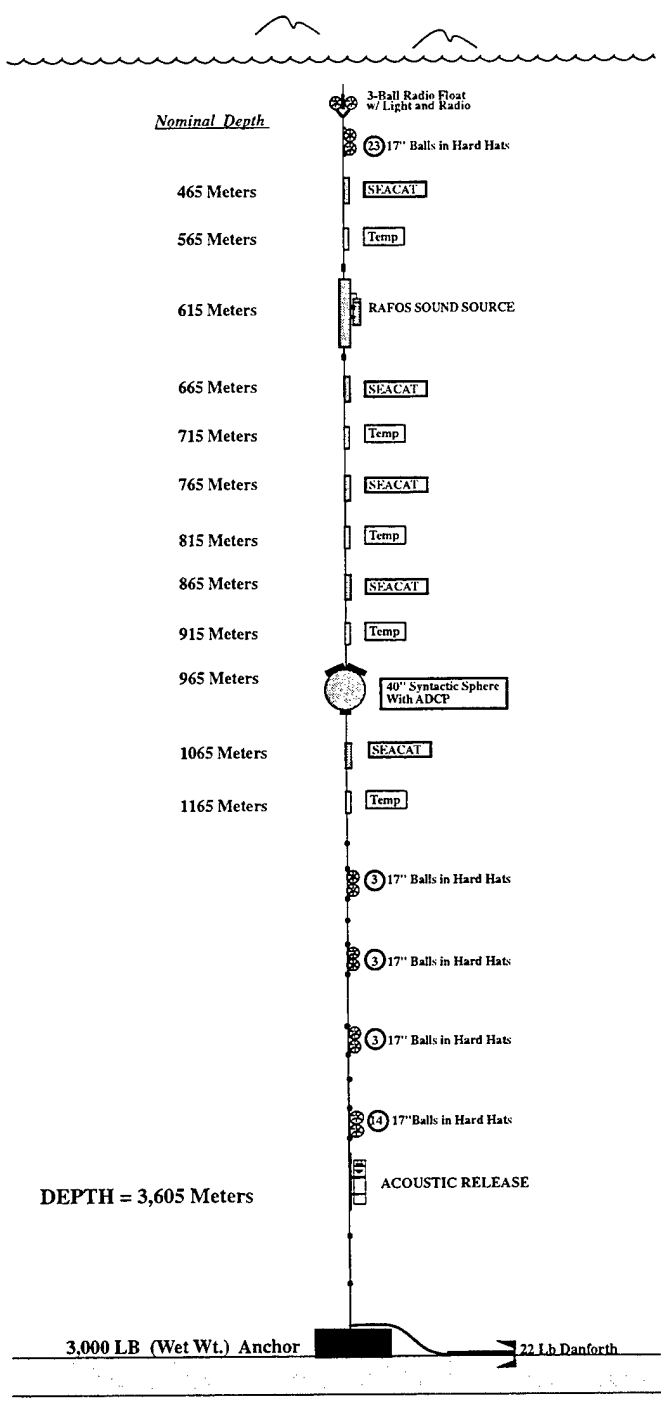 3-Ball Radio Float
w/ Light and Radio
Nominal Depth
23 17" Balls in Hard Hats
465 Meters SEACAT
565 Meters Temp
615 Meters RAFOS SOUND SOURCE
665 Meters SEACAT
715 Meters Temp
765 Meters SEACAT
815 Meters Temp
865 Meters SEACAT
915 Meters Temp
965 Meters
40" Syntactic Sphere
With ADCP
1065 Meters SEACAT
1165 Meters Temp
3 17" Balls in Hard Hats
3 17" Balls in Hard Hats
3 17" Balls in Hard Hats
14 17"Balls in Hard Hats
ACOUSTIC RELEASE
DEPTH = 3,605 Meters
3,000 LB (Wet Wt.) Anchor 22 Lb Danforth